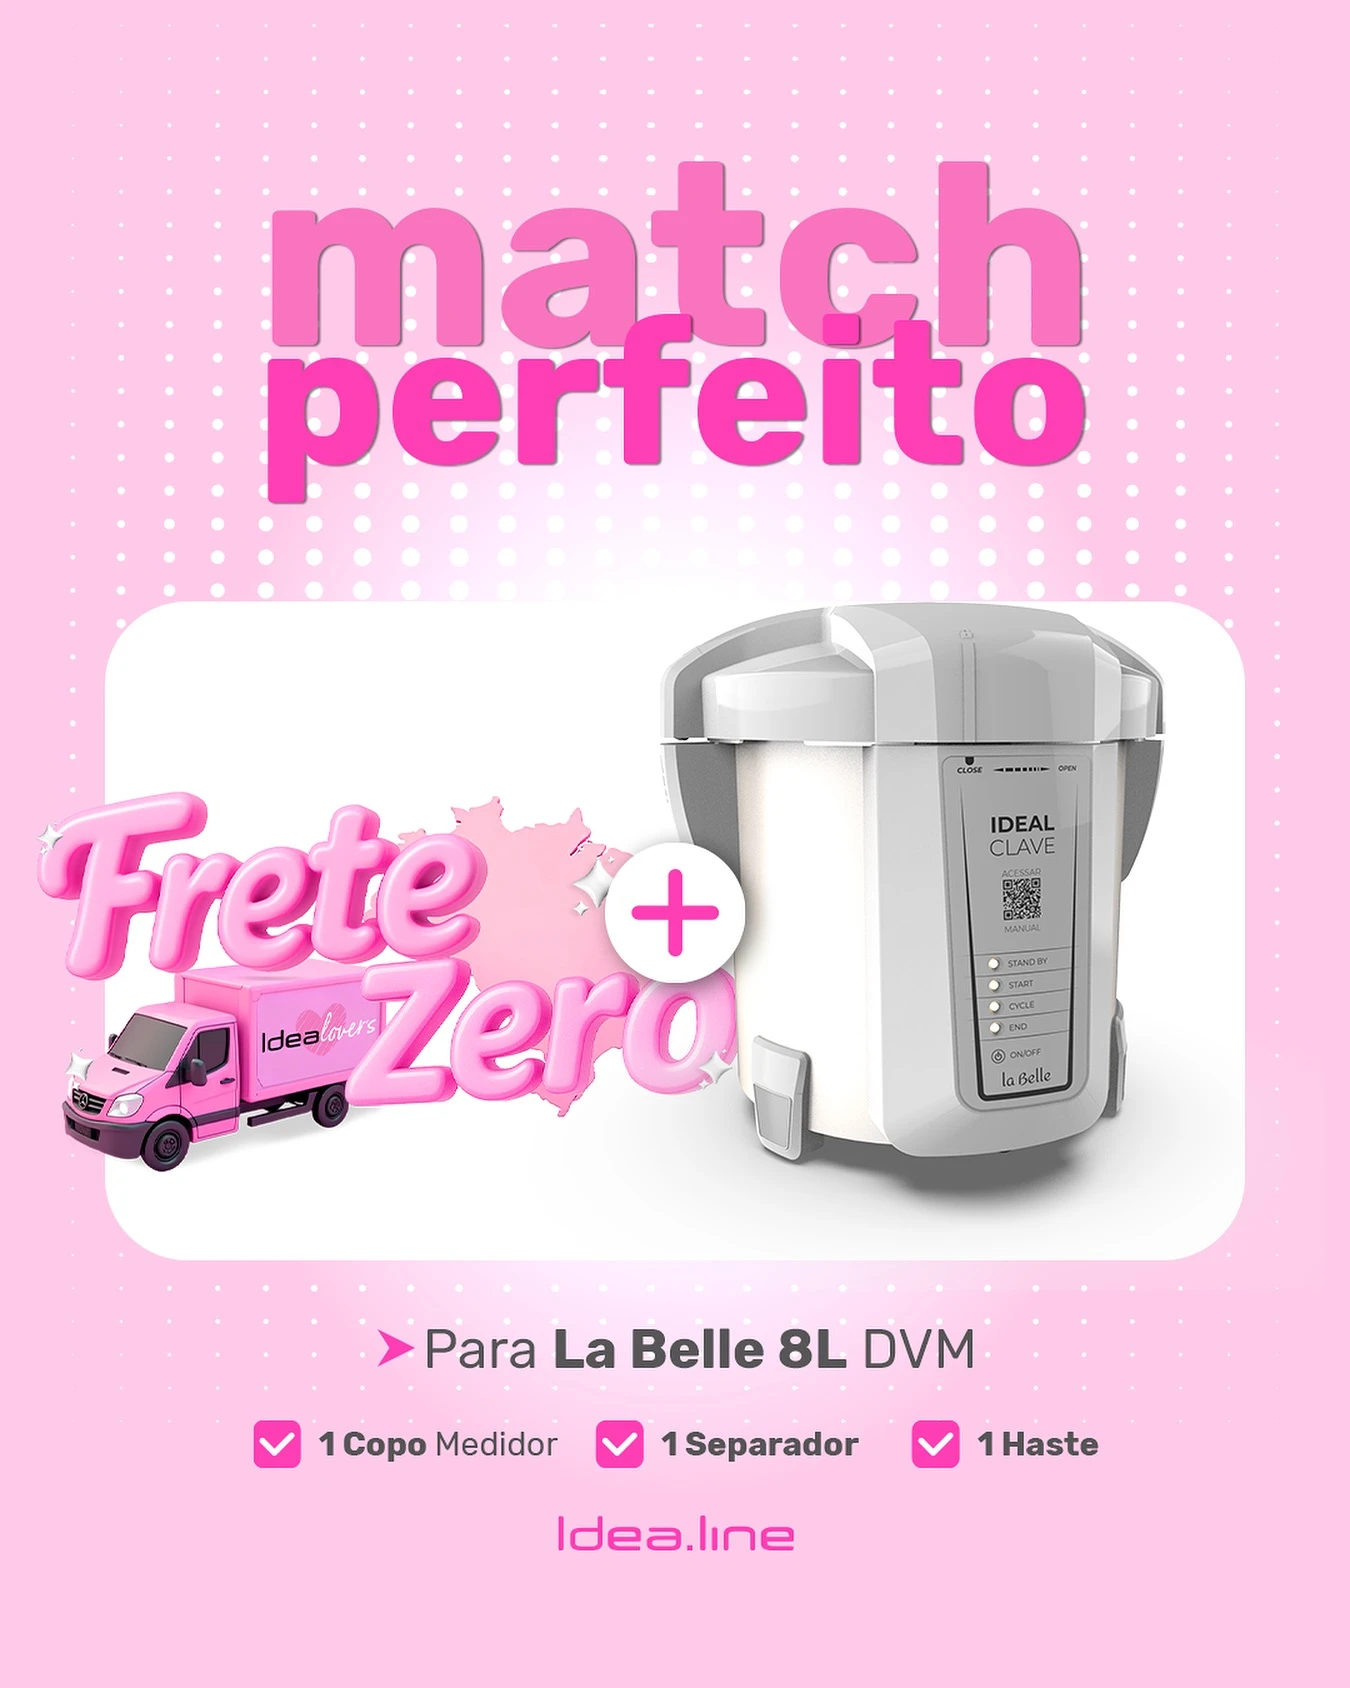 match
perfeito
Frete
Zero
Idealovers
CLOSE OPEN
IDEAL
CLAVE
ACESSAR
MANUAL
STAND BY
START
CYCLE
END
ON/OFF
la Belle
Para La Belle 8L DVM
1 Copo Medidor 1 Separador 1 Haste
Idea.line